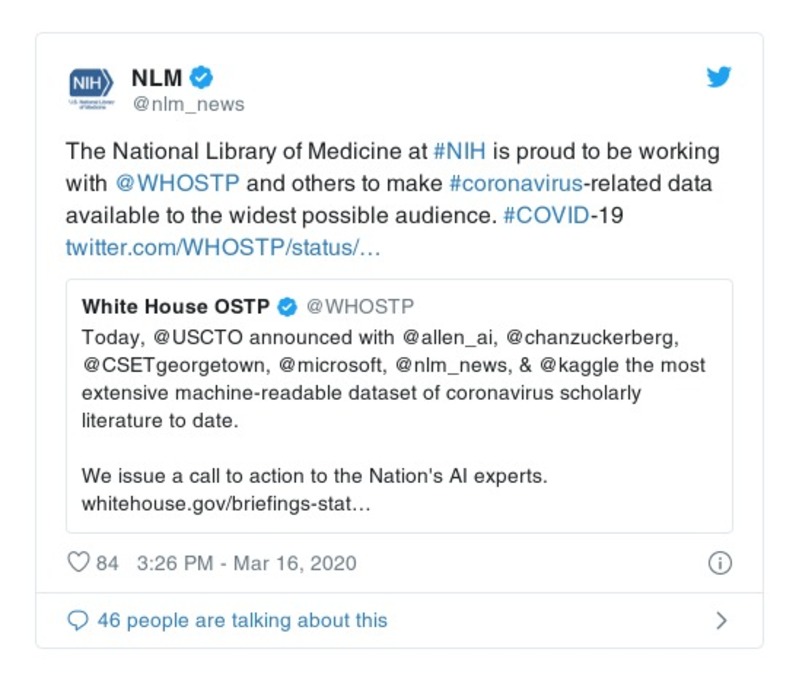 NIH
U.S. National Library
of Medicine
NLM
@nlm_news
The National Library of Medicine at #NIH is proud to be working
with @WHOSTP and others to make #coronavirus-related data
available to the widest possible audience. #COVID-19
twitter.com/WHOSTP/status/…
White House OSTP @WHOSTP
Today, @USCTO announced with @allen_ai, @chanzuckerberg,
@CSETgeorgetown, @microsoft, @nlm_news, & @kaggle the most
extensive machine-readable dataset of coronavirus scholarly
literature to date.
We issue a call to action to the Nation's AI experts.
whitehouse.gov/briefings-stat…
84 3:26 PM - Mar 16, 2020
46 people are talking about this